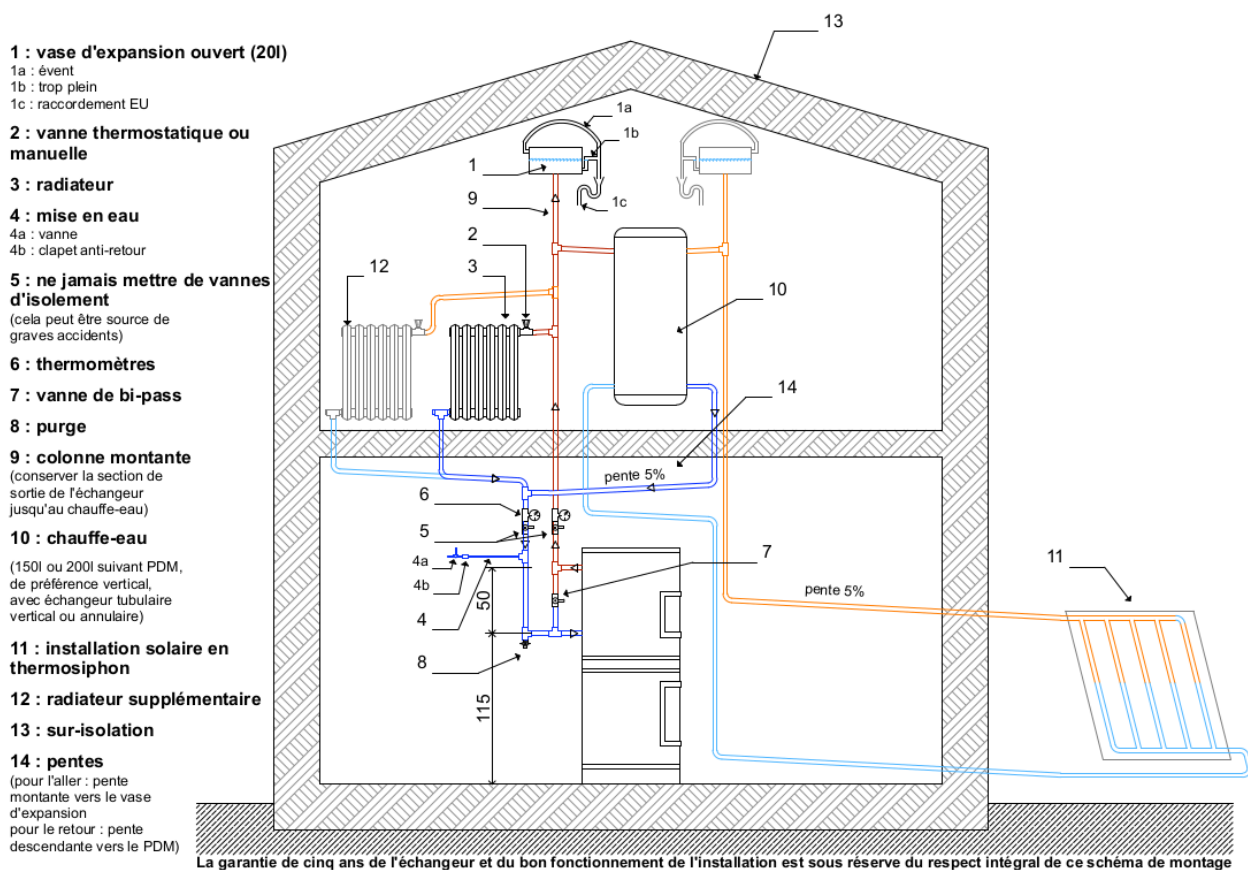 1 : vase d'expansion ouvert (20l)
1a : évent
1b : trop plein
1c : raccordement EU
2 : vanne thermostatique ou
manuelle
3 : radiateur
4 : mise en eau
4a : vanne
4b : clapet anti-retour
5 : ne jamais mettre de vannes
d'isolement
(cela peut être source de
graves accidents)
6 : thermomètres
7 : vanne de bi-pass
8 : purge
9 : colonne montante
(conserver la section de
sortie de l'échangeur
jusqu'au chauffe-eau)
10 : chauffe-eau
(150l ou 200l suivant PDM,
de préférence vertical,
avec échangeur tubulaire
vertical ou annulaire)
11 : installation solaire en
thermosiphon
12 : radiateur supplémentaire
13 : sur-isolation
14 : pentes
(pour l'aller : pente
montante vers le vase
d'expansion
pour le retour : pente
descendante vers le PDM)
13
1a
1b
1
9
1c
2
12
3
10
14
pente 5%
6
5
7
4a
4b
50
4
8
115
pente 5%
11
La garantie de cinq ans de l'échangeur et du bon fonctionnement de l'installation est sous réserve du respect intégral de ce schéma de montage